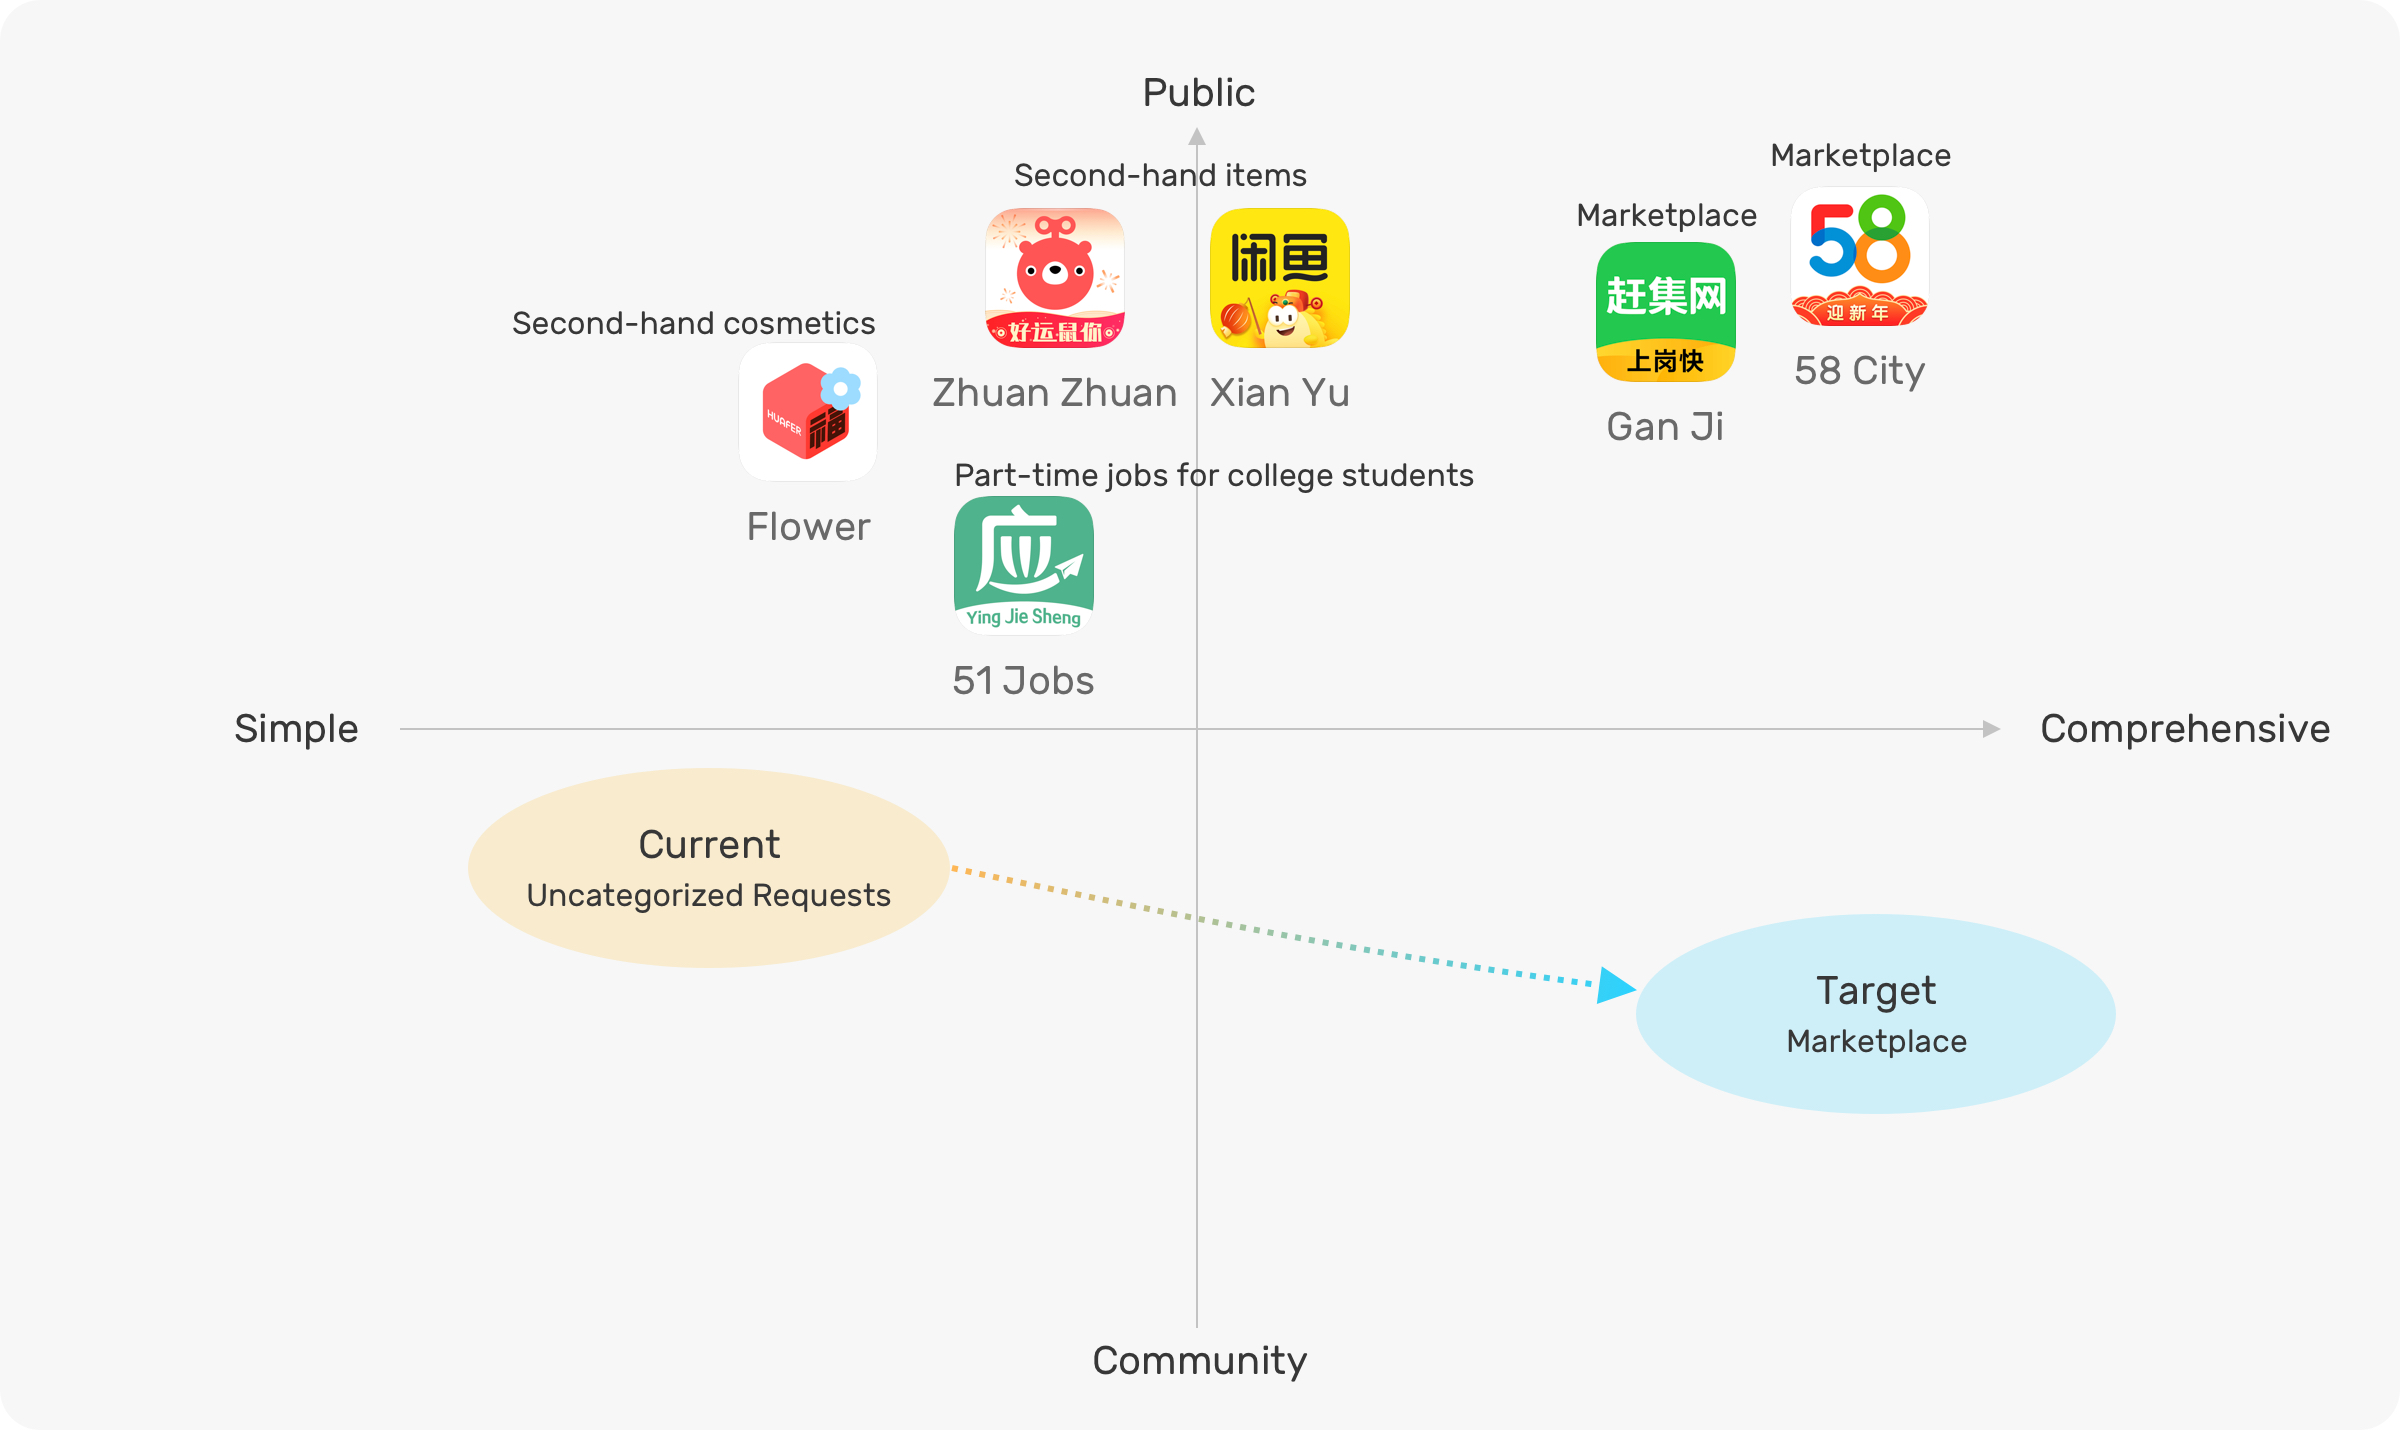 Public
Marketplace
Second-hand items
Marketplace
58
迎新年
58 City
闲鱼
好运鼠你
Zhuan Zhuan
Xian Yu
赶集网
上岗快
Gan Ji
Second-hand cosmetics
HUAFER
福
Flower
Part-time jobs for college students
应
Ying Jie Sheng
51 Jobs
Simple
Comprehensive
Current
Uncategorized Requests
Target
Marketplace
Community